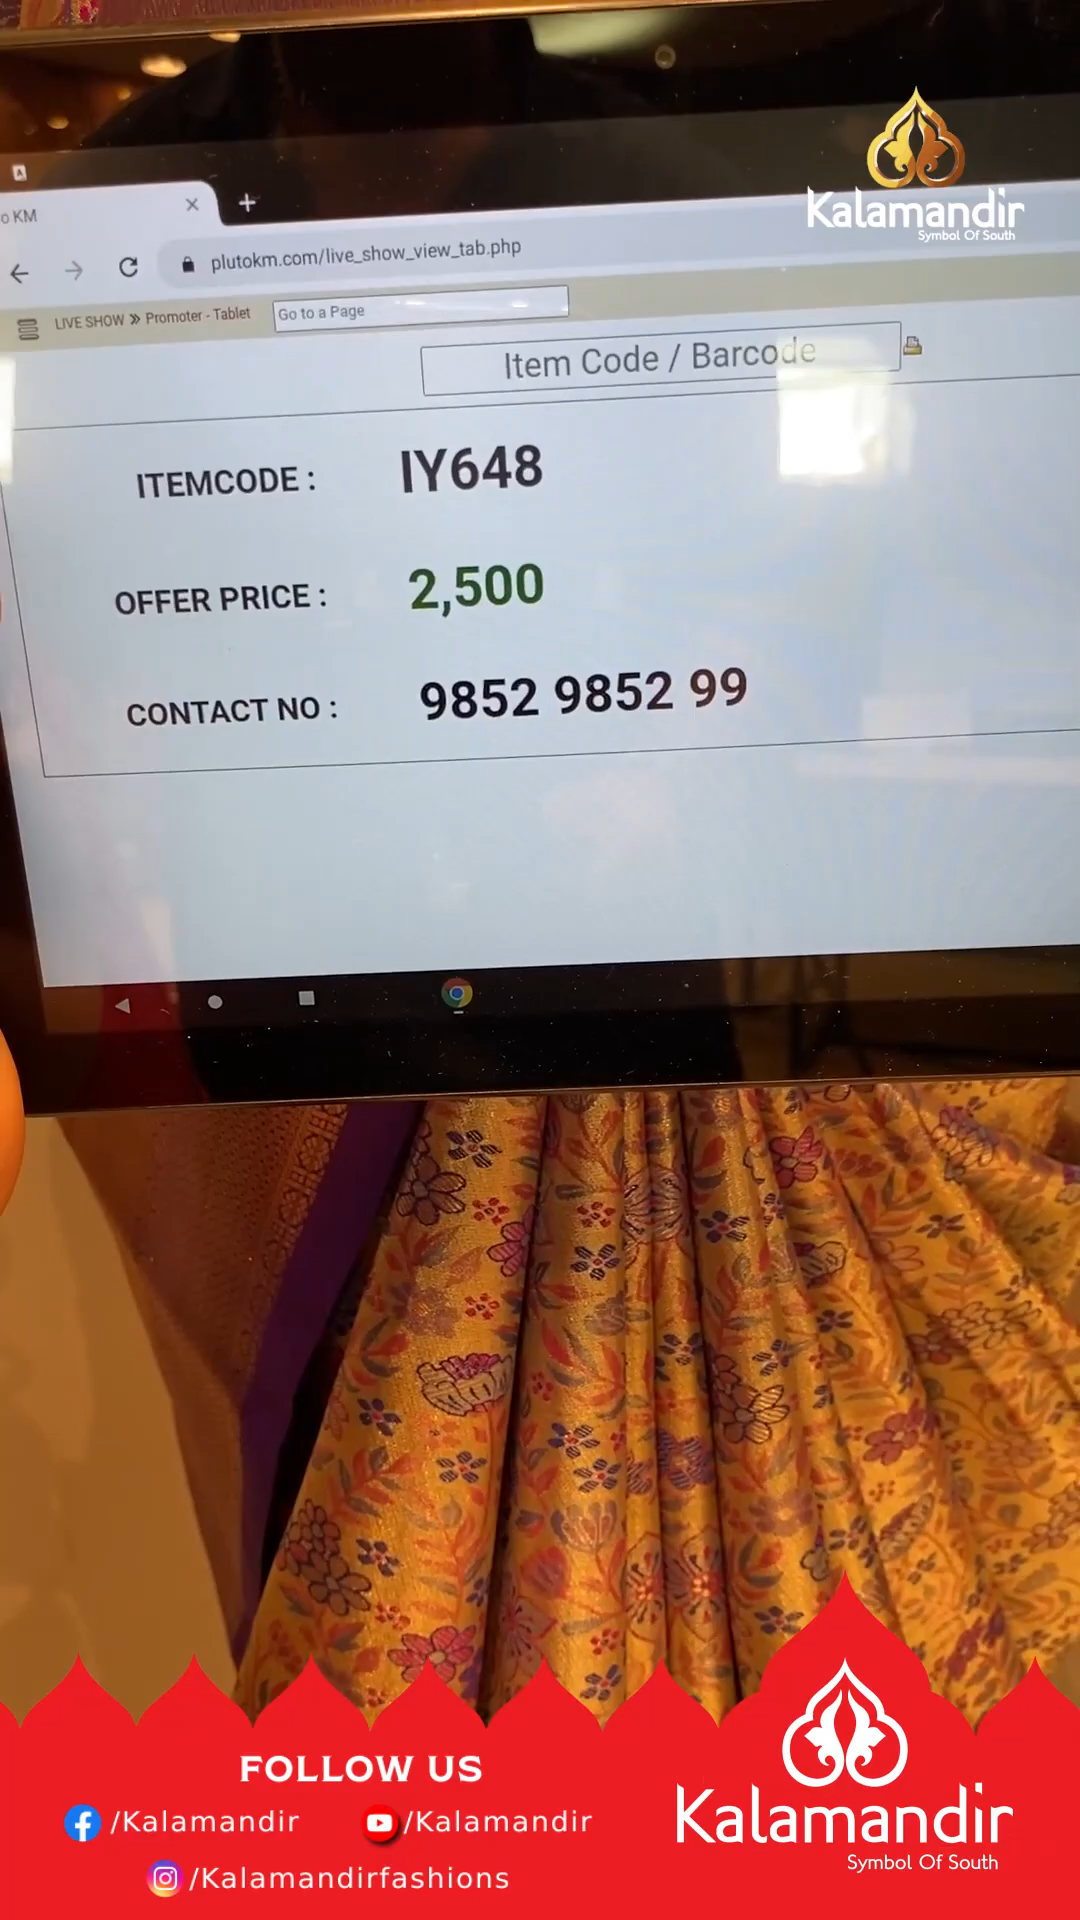 Kalamandir
Symbol Of South
o KM
plutokm.com/live_show_view_tab.php
LIVE SHOW » Promoter - Tablet
Go to a Page
Item Code / Barcode
ITEMCODE : IY648
OFFER PRICE : 2,500
CONTACT NO : 9852 9852 99
FOLLOW US
/Kalamandir
/Kalamandir
/Kalamandirfashions
Kalamandir
Symbol Of South